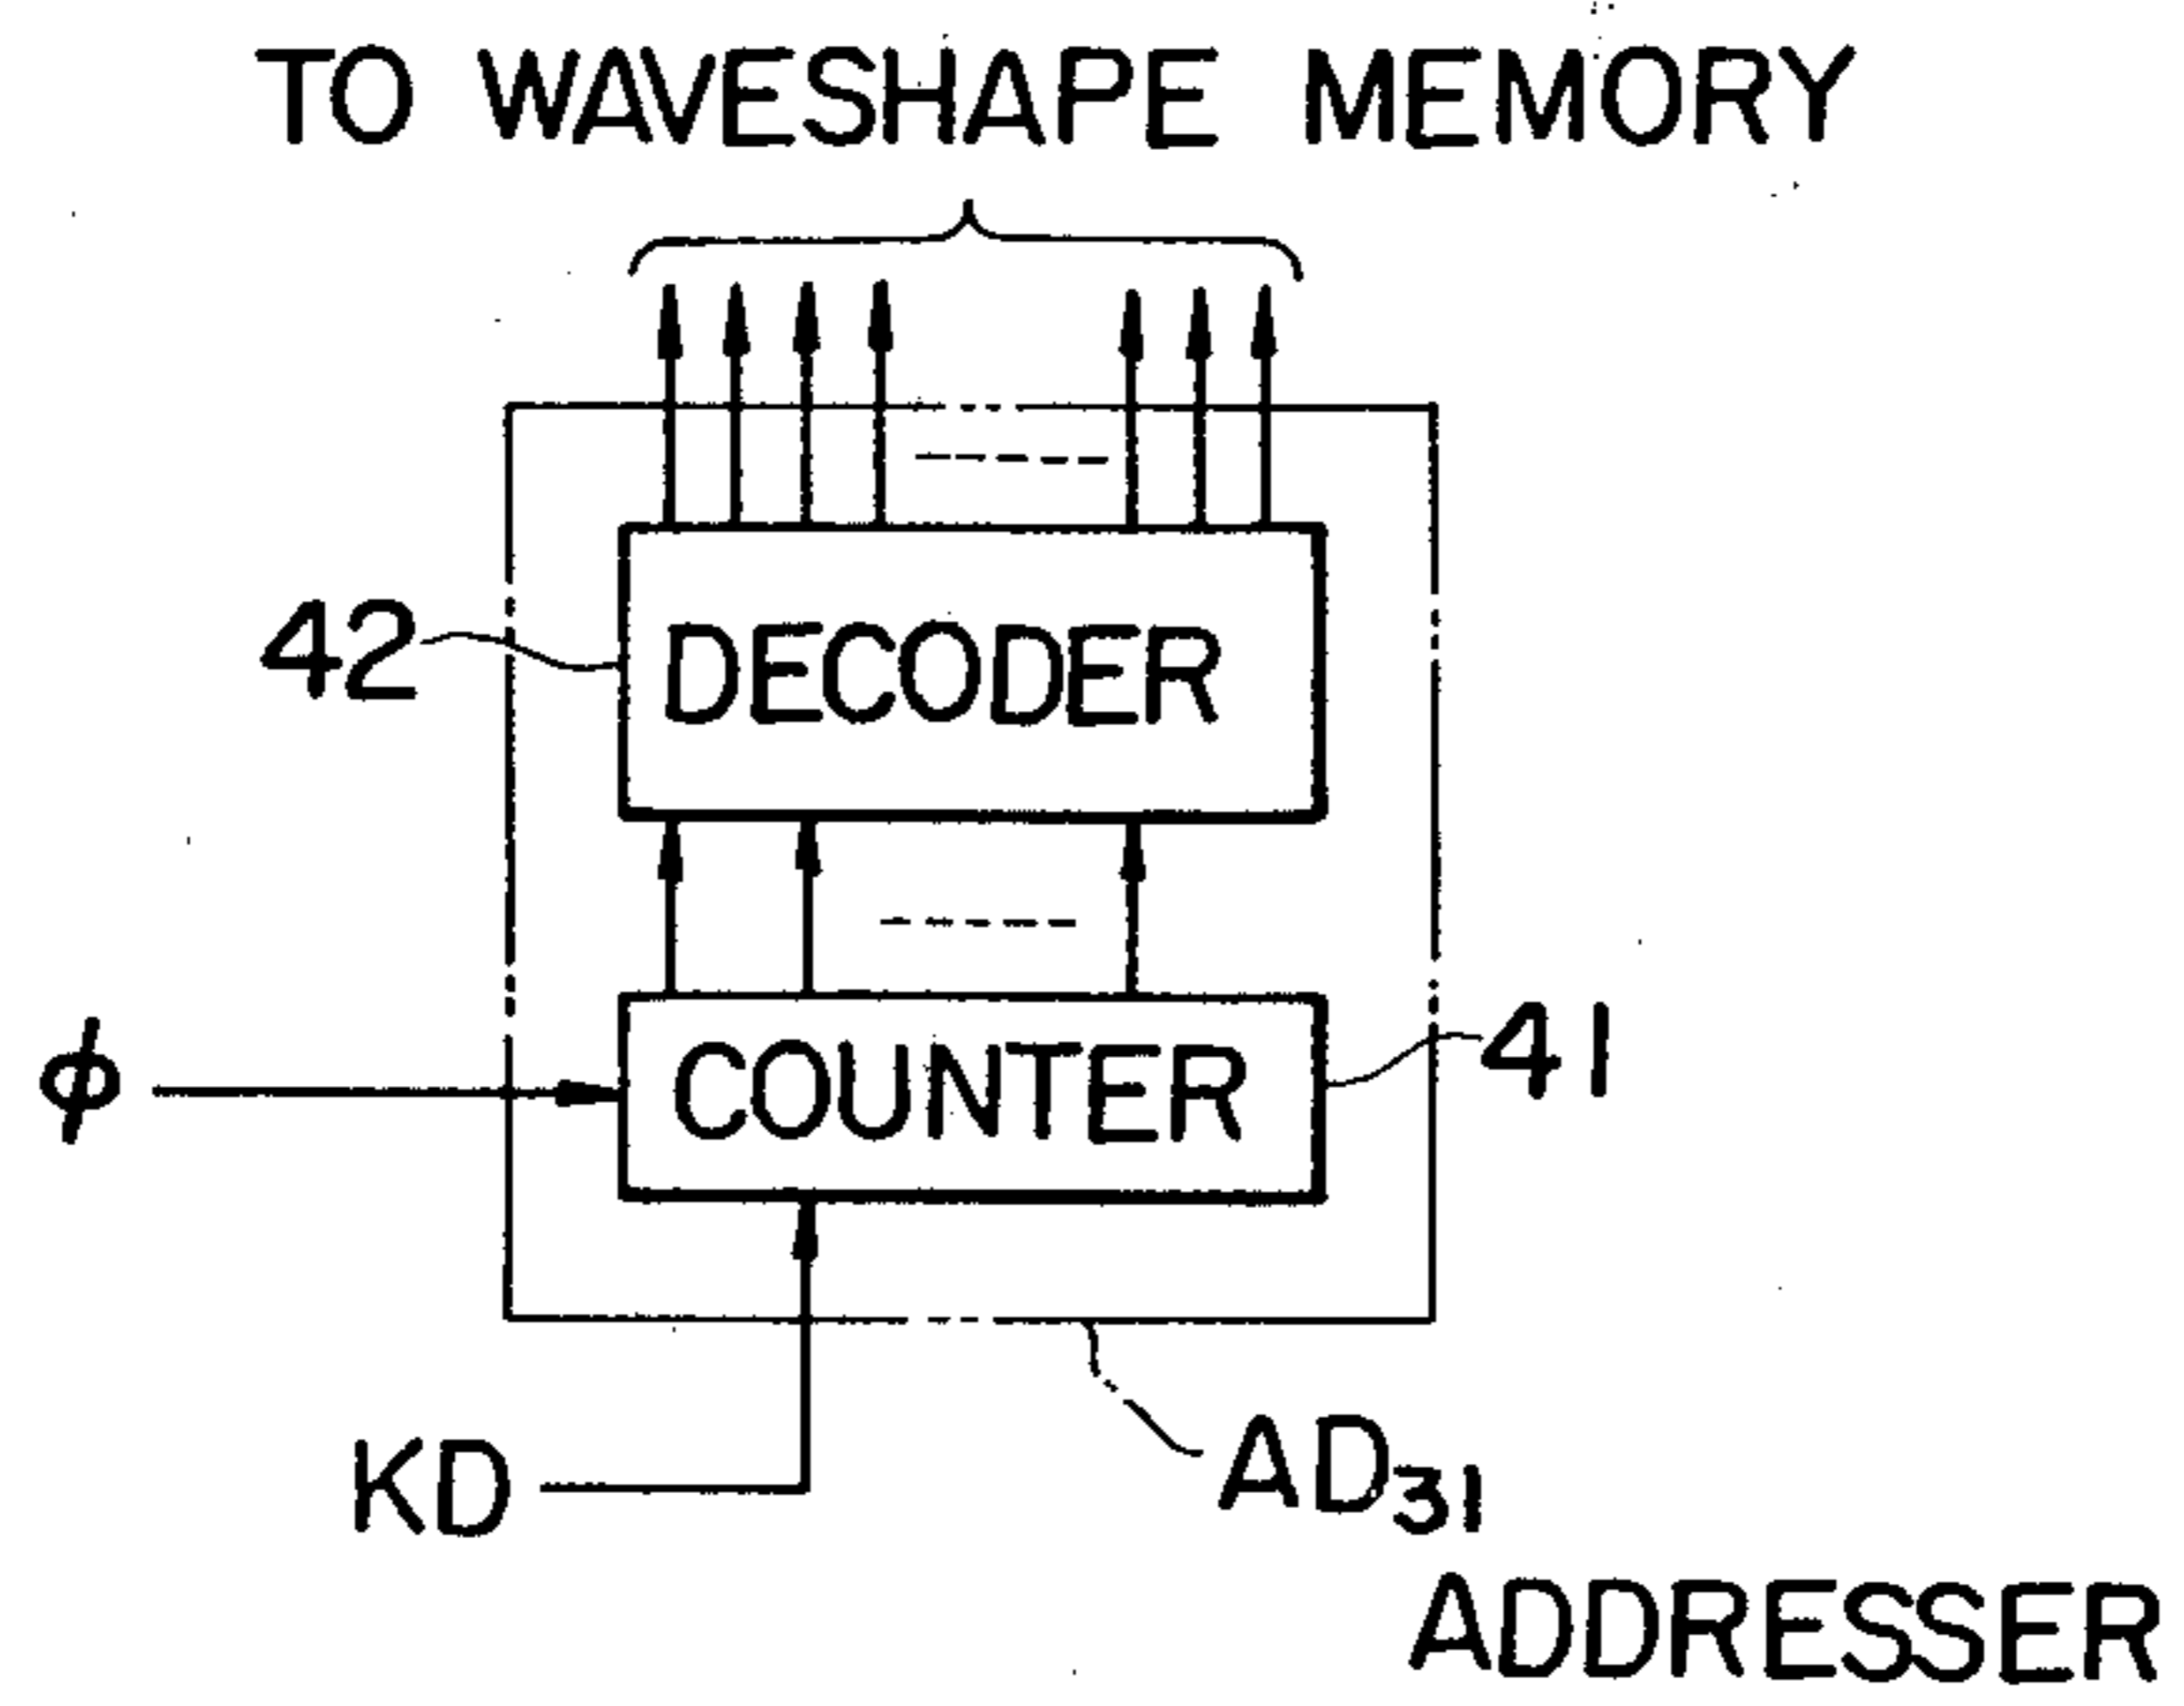 TO WAVESHAPE MEMORY
42
DECODER
ϕ
COUNTER
41
KD
AD31
ADDRESSER